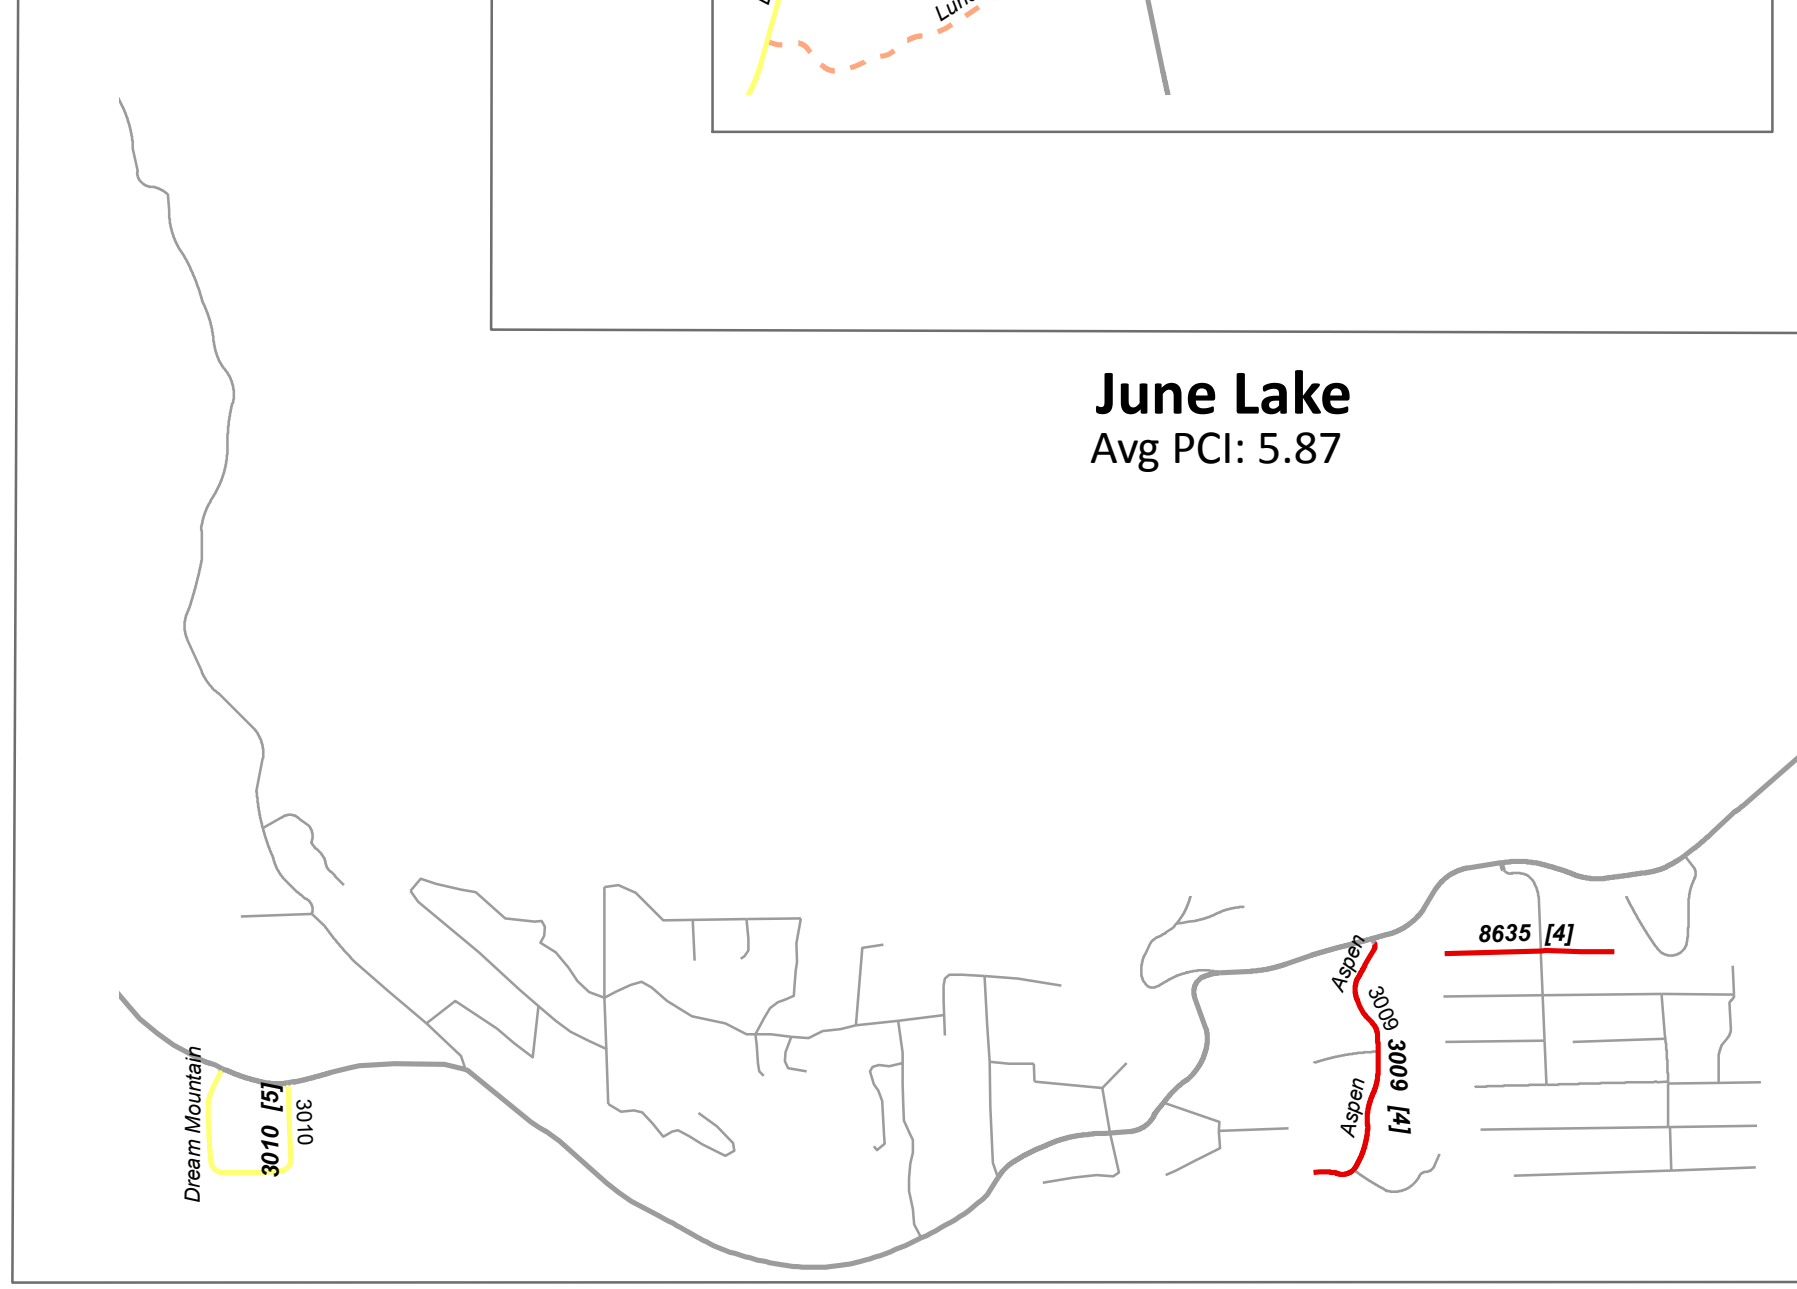 June Lake
Avg PCI: 5.87
8635 [4]
Aspen
3009
3009 [4]
Aspen
Dream Mountain
3010 [5]
3010